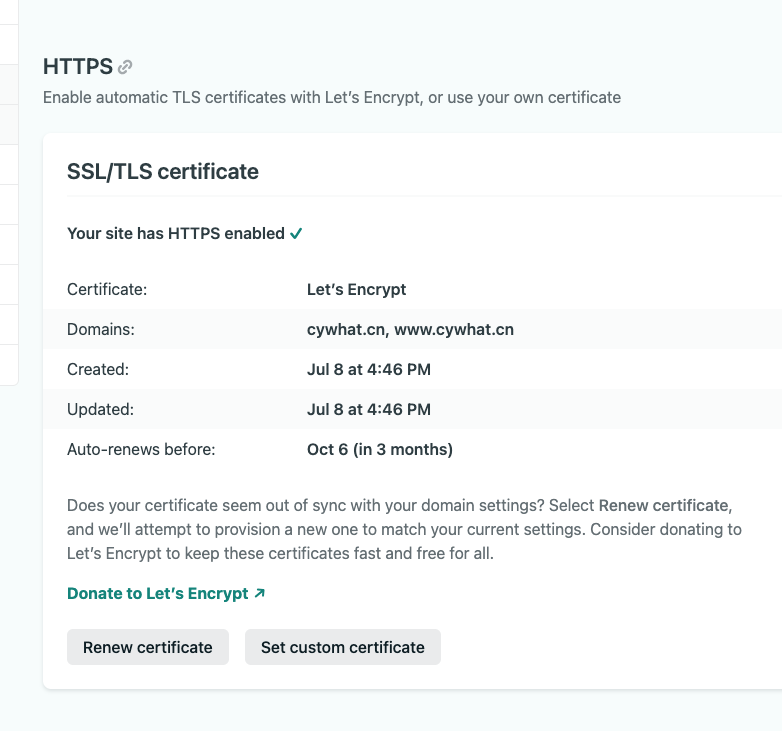 HTTPS
Enable automatic TLS certificates with Let’s Encrypt, or use your own certificate
SSL/TLS certificate
Your site has HTTPS enabled ✓
Certificate: Let’s Encrypt
Domains: cywhat.cn, www.cywhat.cn
Created: Jul 8 at 4:46 PM
Updated: Jul 8 at 4:46 PM
Auto-renews before: Oct 6 (in 3 months)
Does your certificate seem out of sync with your domain settings? Select Renew certificate,
and we’ll attempt to provision a new one to match your current settings. Consider donating to
Let’s Encrypt to keep these certificates fast and free for all.
Donate to Let’s Encrypt ↗
Renew certificate Set custom certificate